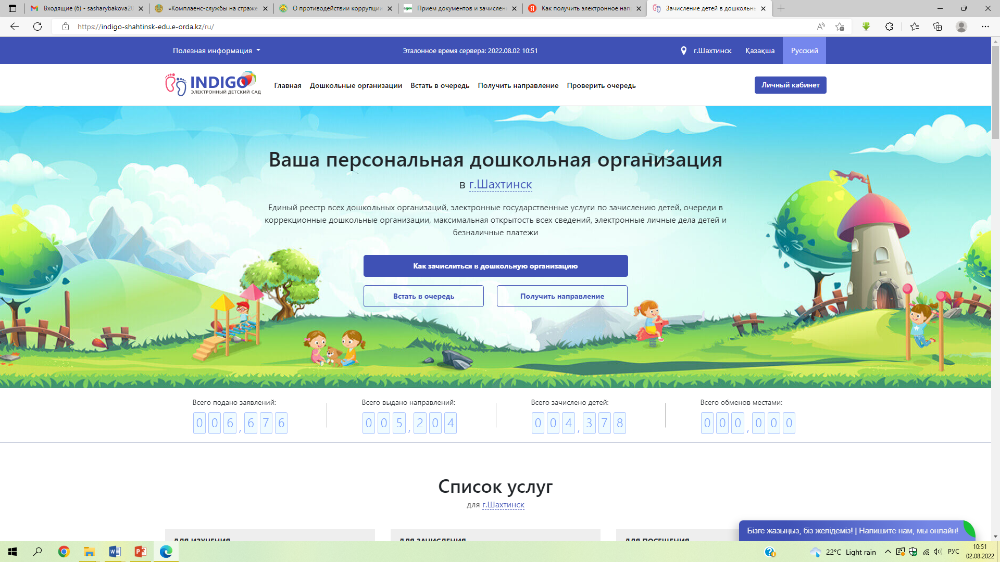 Входящие (6) - sasharybakova20
«Комплаенс-службы на страже
О противодействии коррупции
egov
Прием документов и зачислен
Как получить электронное нап
Зачисление детей в дошкольн
https://indigo-shahtinsk-edu.e-orda.kz/ru/
Полезная информация
Эталонное время сервера: 2022.08.02 10:51
г.Шахтинск
Қазақша
Русский
INDIGO
ЭЛЕКТРОННЫЙ ДЕТСКИЙ САД
Главная
Дошкольные организации
Встать в очередь
Получить направление
Проверить очередь
Личный кабинет
Ваша персональная дошкольная организация
в г.Шахтинск
Единый реестр всех дошкольных организаций, электронные государственные услуги по зачислению детей, очереди в
коррекционные дошкольные организации, максимальная открытость всех сведений, электронные личные дела детей и
безналичные платежи
Как зачислиться в дошкольную организацию
Встать в очередь
Получить направление
Всего подано заявлений:
006,676
Всего выдано направлений:
005,204
Всего зачислено детей:
004,378
Всего обменов местами:
000,000
Список услуг
для г.Шахтинск
ДЛЯ ИЗУЧЕНИЯ
ДЛЯ ЗАЧИСЛЕНИЯ
ДЛЯ ПОСЕЩЕНИЯ
Бізге жазыңыз, біз желідеміз! | Напишите нам, мы онлайн!
22°C Light rain
РУС
10:51
02.08.2022